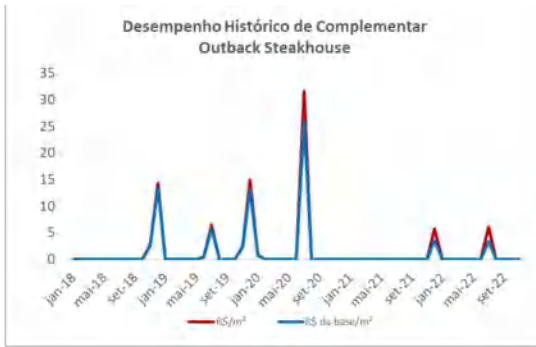 Desempenho Histórico de Complementar
Outback Steakhouse
35
30
25
20
15
10
5
0
jan-18
mai-18
set-18
jan-19
mai-19
set-19
jan-20
mai-20
set-20
jan-21
mai-21
set-21
jan-22
mai-22
set-22
R$/m²
R$ da base/m²